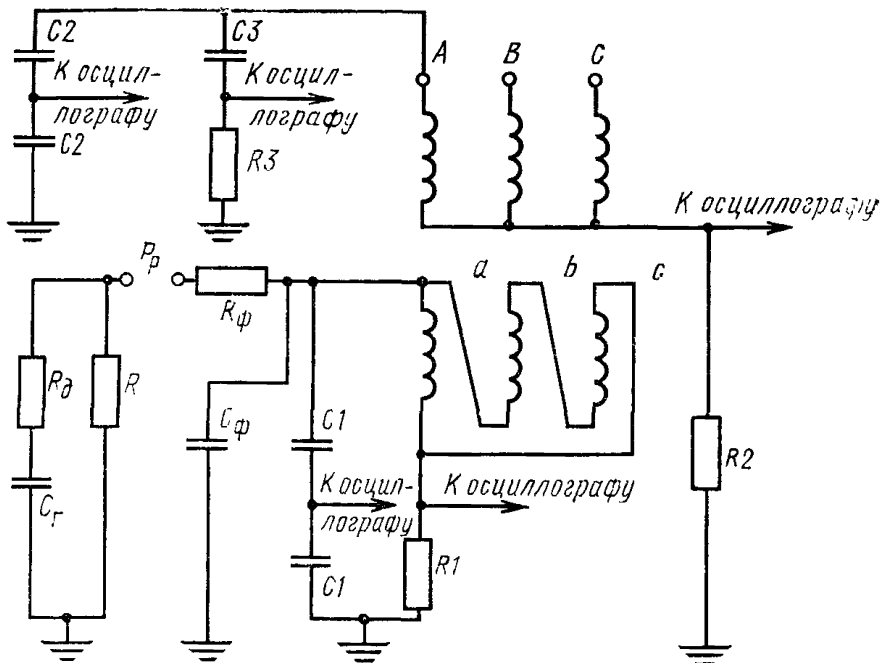 C2
C3
К осцил-
лографу
К осцил-
лографу
C2
R3
A
B
C
К осциллографу
Pр
Rф
a
b
c
Rд
R
Cф
C1
R2
Cг
К осцил-
лографу
К осциллографу
C1
R1